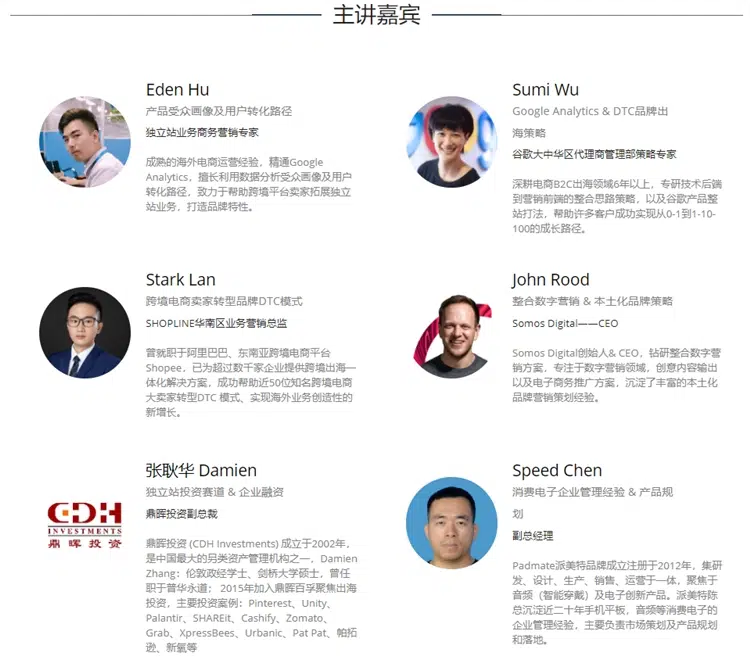 主讲嘉宾
Eden Hu
产品受众画像及用户转化路径
独立站业务商务营销专家
成熟的海外电商运营经验，精通Google
Analytics，擅长利用数据分析受众画像及用户
转化路径，致力于帮助跨境平台卖家拓展独立
站业务，打造品牌特性。
Sumi Wu
Google Analytics & DTC品牌出
海策略
谷歌大中华区代理商管理部策略专家
深耕电商B2C出海领域6年以上，专研技术后端
到营销前端的整合思路策略，以及谷歌产品整
站打法，帮助许多客户成功实现从0-1到1-10-
100的成长路径。
Stark Lan
跨境电商卖家转型品牌DTC模式
SHOPLINE华南区业务营销总监
曾就职于阿里巴巴、东南亚跨境电商平台
Shopee，已为超过数千家企业提供跨境出海一
体化解决方案，成功帮助近50位知名跨境电商
大卖家转型DTC 模式、实现海外业务创造性的
新增长。
John Rood
整合数字营销 & 本土化品牌策略
Somos Digital——CEO
Somos Digital创始人& CEO，钻研整合数字营
销方案，专注于数字营销领域，创意内容输出
以及电子商务推广方案，沉淀了丰富的本土化
品牌营销策划经验。
CDH
INVESTMENTS
鼎晖投资
张耿华 Damien
独立站投资赛道 & 企业融资
鼎晖投资副总裁
鼎晖投资 (CDH Investments) 成立于2002年，
是中国最大的另类资产管理机构之一，Damien
Zhang：伦敦政经学士、剑桥大学硕士，曾任
职于普华永道； 2015年加入鼎晖百孚聚焦出海
投资，主要投资案例：Pinterest、Unity、
Palantir、SHAREit、Cashify、Zomato、
Grab、XpressBees、Urbanic、Pat Pat、帕拓
逊、新氧等
Speed Chen
消费电子企业管理经验 & 产品规
划
副总经理
Padmate派美特品牌成立注册于2012年，集研
发、设计、生产、销售、运营于一体，聚焦于
音频（智能穿戴）及电子创新产品。派美特陈
总沉淀近二十年手机平板，音频等消费电子的
企业管理经验，主要负责市场策划及产品规划
和落地。